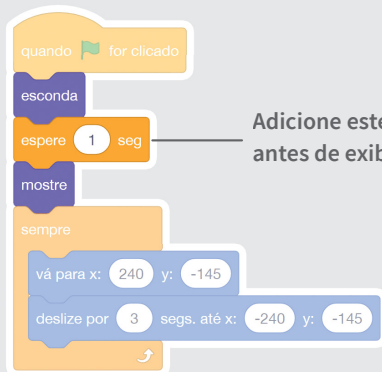 quando for clicado
esconda
espere 1 seg
Adicione este
antes de
mostre
sempre
vá para x: 240 y: -145
deslize por 3 segs. até x: -240 y: -145